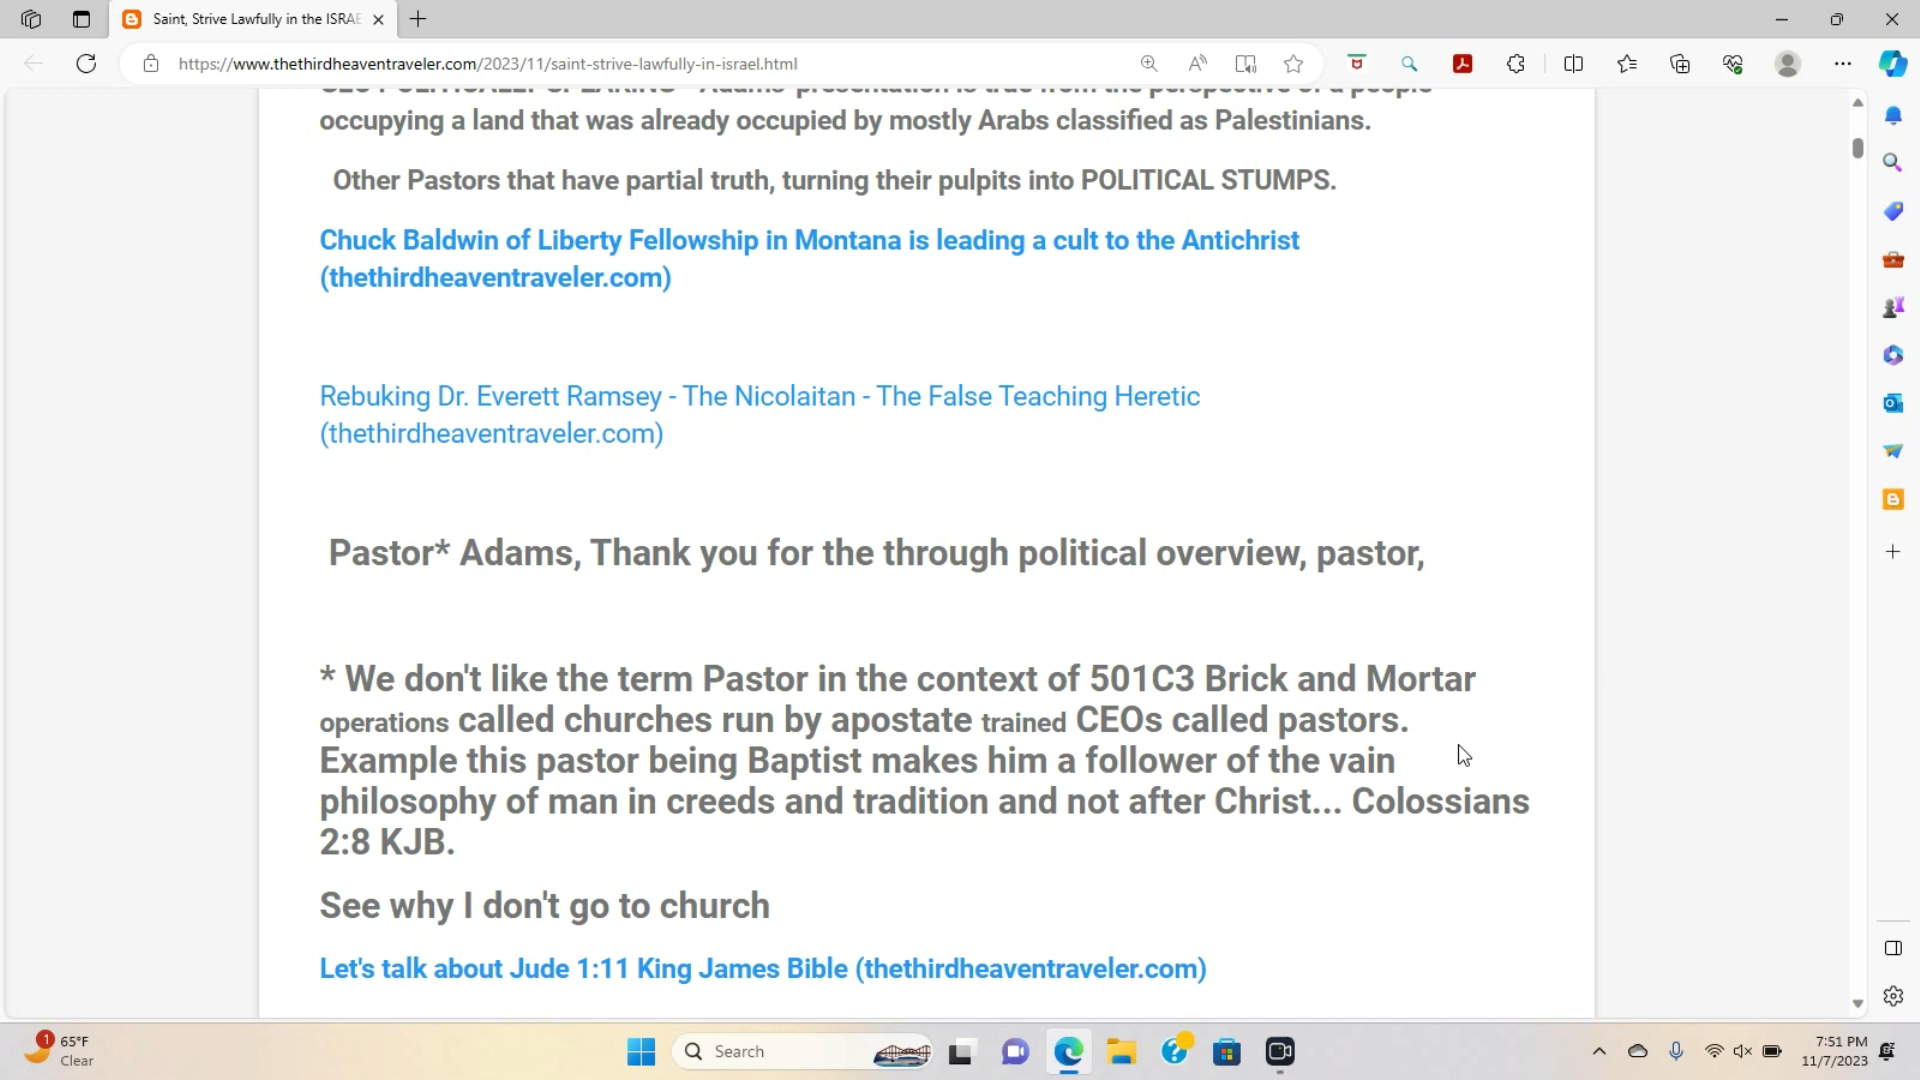 Saint, Strive Lawfully in the ISRAE
https://www.thethirdheaventraveler.com/2023/11/saint-strive-lawfully-in-israel.html
occupying a land that was already occupied by mostly Arabs classified as Palestinians.
Other Pastors that have partial truth, turning their pulpits into POLITICAL STUMPS.
Chuck Baldwin of Liberty Fellowship in Montana is leading a cult to the Antichrist
(thethirdheaventraveler.com)
Rebuking Dr. Everett Ramsey - The Nicolaitan - The False Teaching Heretic
(thethirdheaventraveler.com)
Pastor* Adams, Thank you for the through political overview, pastor,
* We don't like the term Pastor in the context of 501C3 Brick and Mortar
operations called churches run by apostate trained CEOs called pastors.
Example this pastor being Baptist makes him a follower of the vain
philosophy of man in creeds and tradition and not after Christ... Colossians
2:8 KJB.
See why I don't go to church
Let's talk about Jude 1:11 King James Bible (thethirdheaventraveler.com)
1
65°F
Clear
Search
7:51 PM
11/7/2023